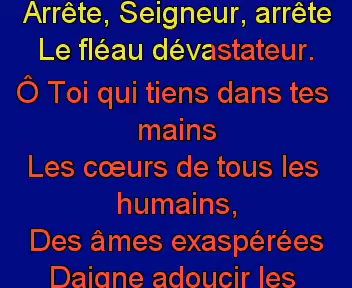 Arrête, Seigneur, arrête
Le fléau dévastateur.
Ô Toi qui tiens dans tes
mains
Les cœurs de tous les
humains,
Des âmes exaspérées
Daigne adoucir les